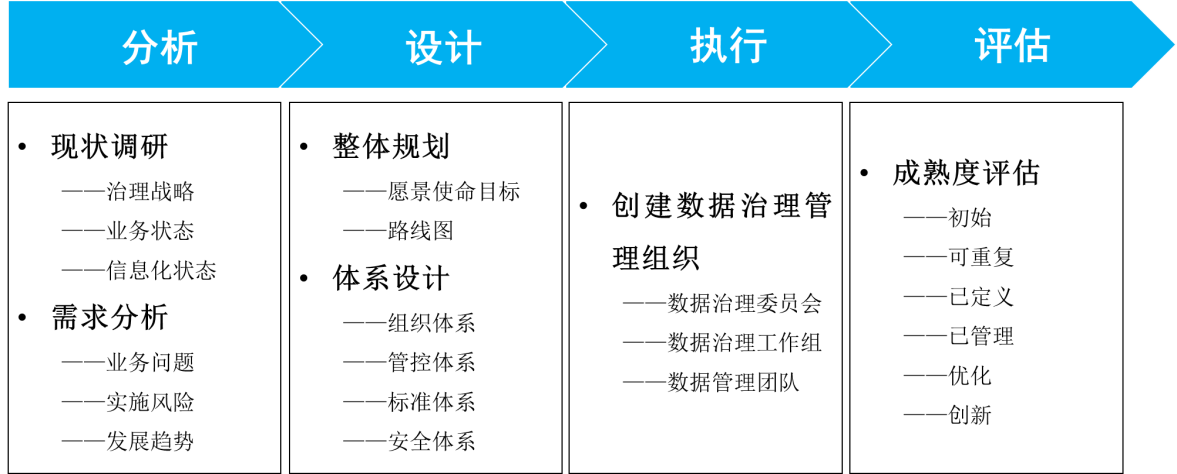 分析
设计
执行
评估
• 现状调研
——治理战略
——业务状态
——信息化状态
• 需求分析
——业务问题
——实施风险
——发展趋势
• 整体规划
——愿景使命目标
——路线图
• 体系设计
——组织体系
——管控体系
——标准体系
——安全体系
• 创建数据治理管
理组织
——数据治理委员会
——数据治理工作组
——数据管理团队
• 成熟度评估
——初始
——可重复
——已定义
——已管理
——优化
——创新